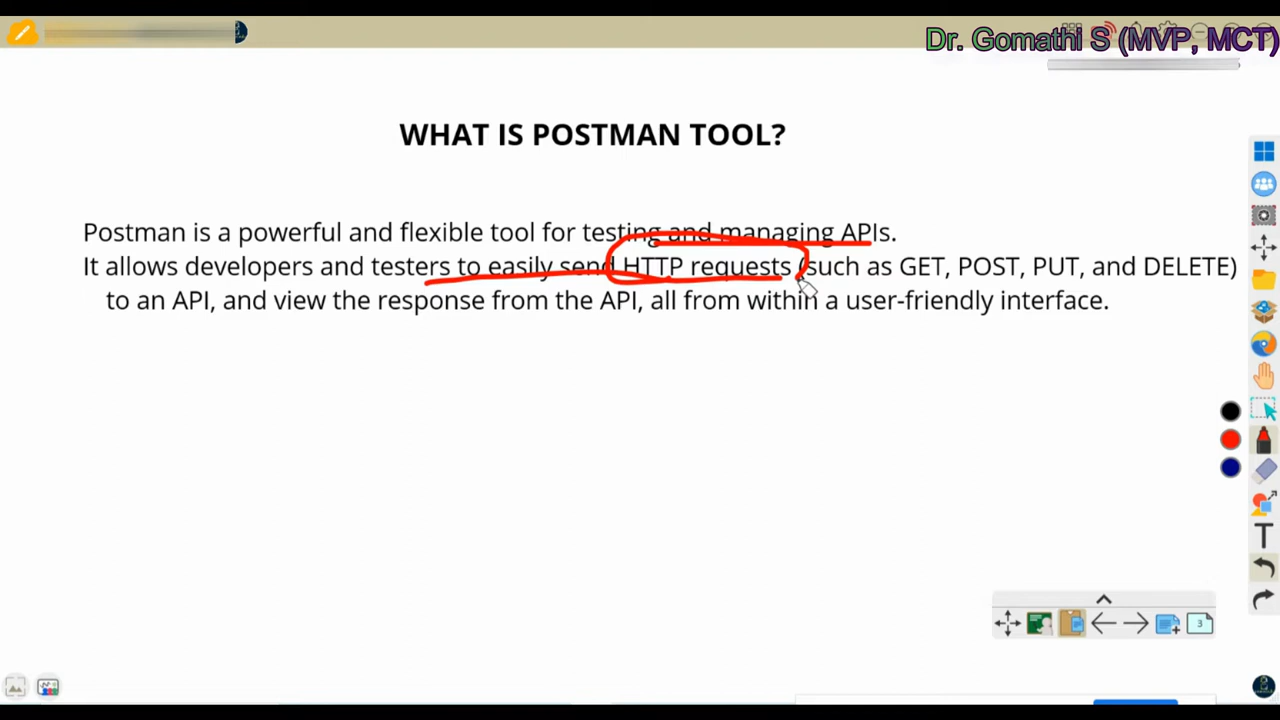 Dr. Gomathi S (MVP, MCT)
WHAT IS POSTMAN TOOL?
Postman is a powerful and flexible tool for testing and managing APIs.
It allows developers and testers to easily send HTTP requests (such as GET, POST, PUT, and DELETE)
to an API, and view the response from the API, all from within a user-friendly interface.
T
3